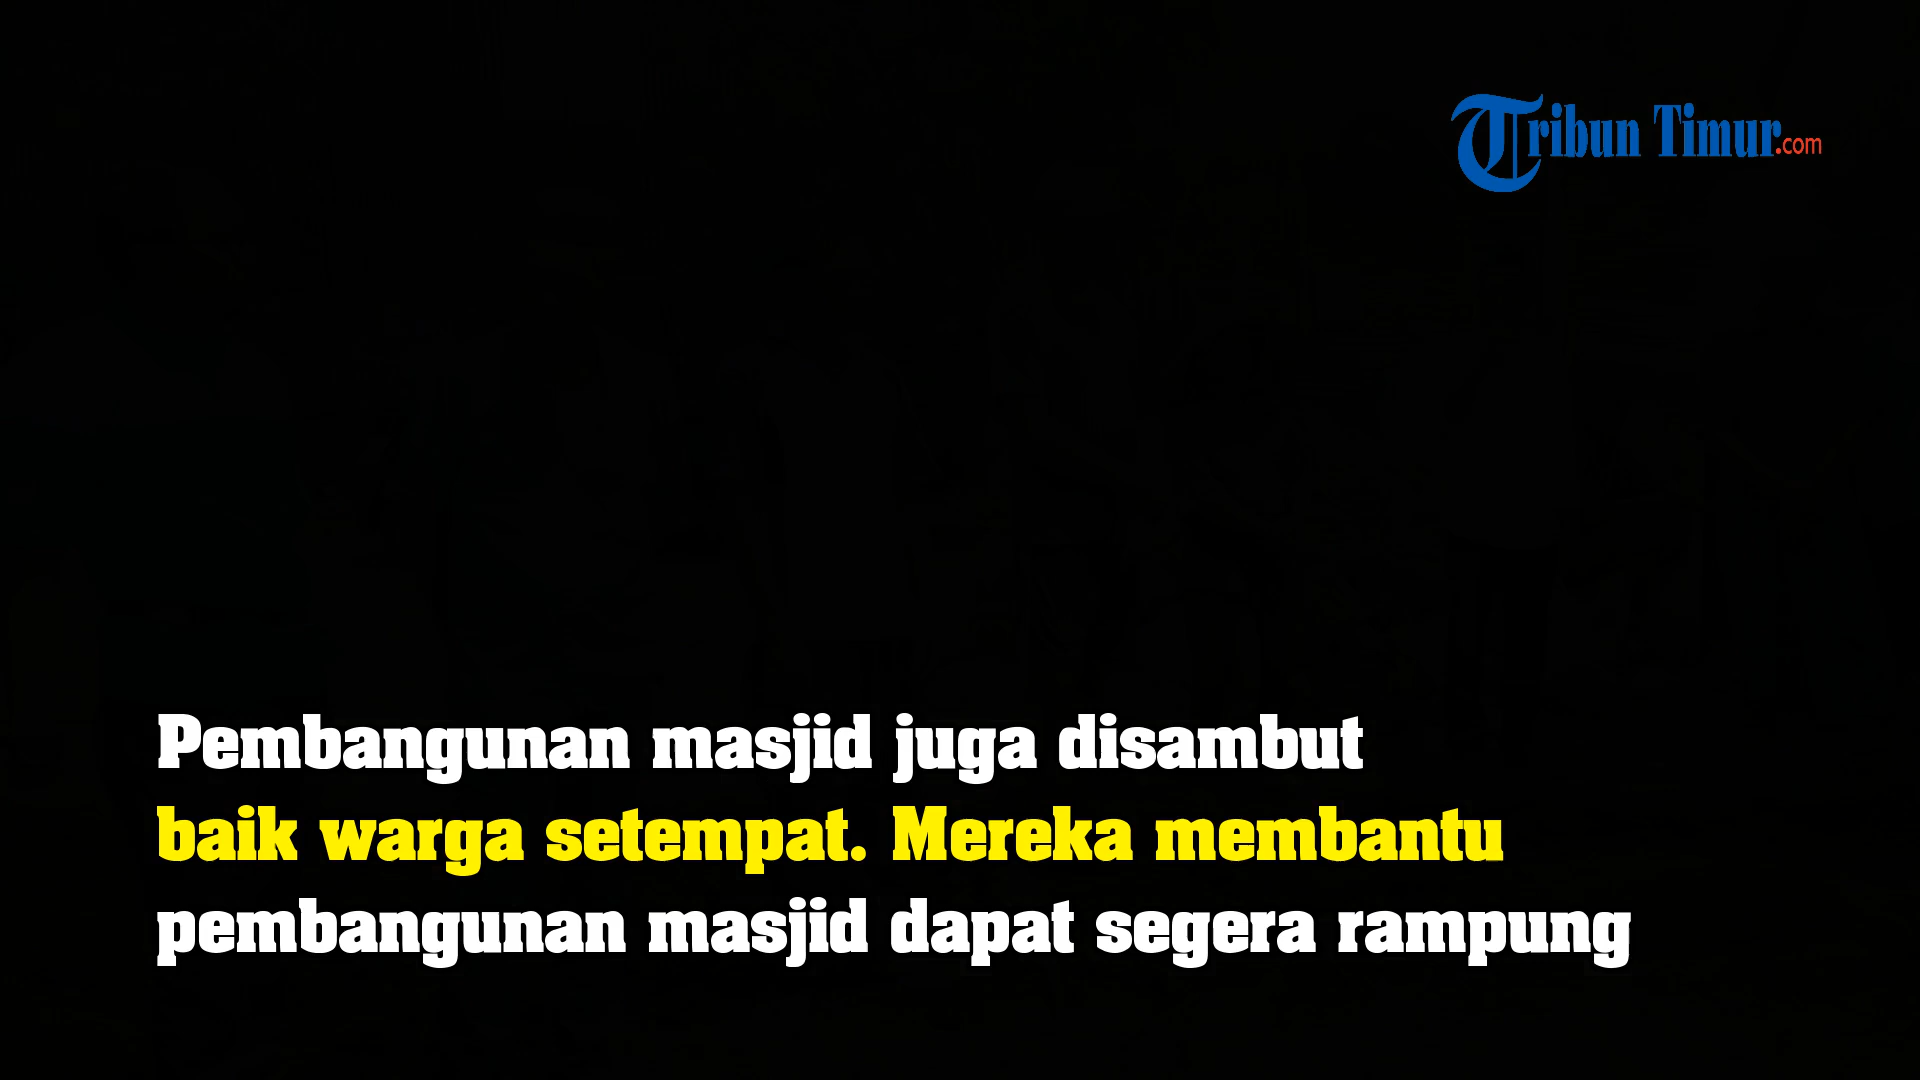 Tribun Timur.com
Pembangunan masjid juga disambut
baik warga setempat. Mereka membantu
pembangunan masjid dapat segera rampung